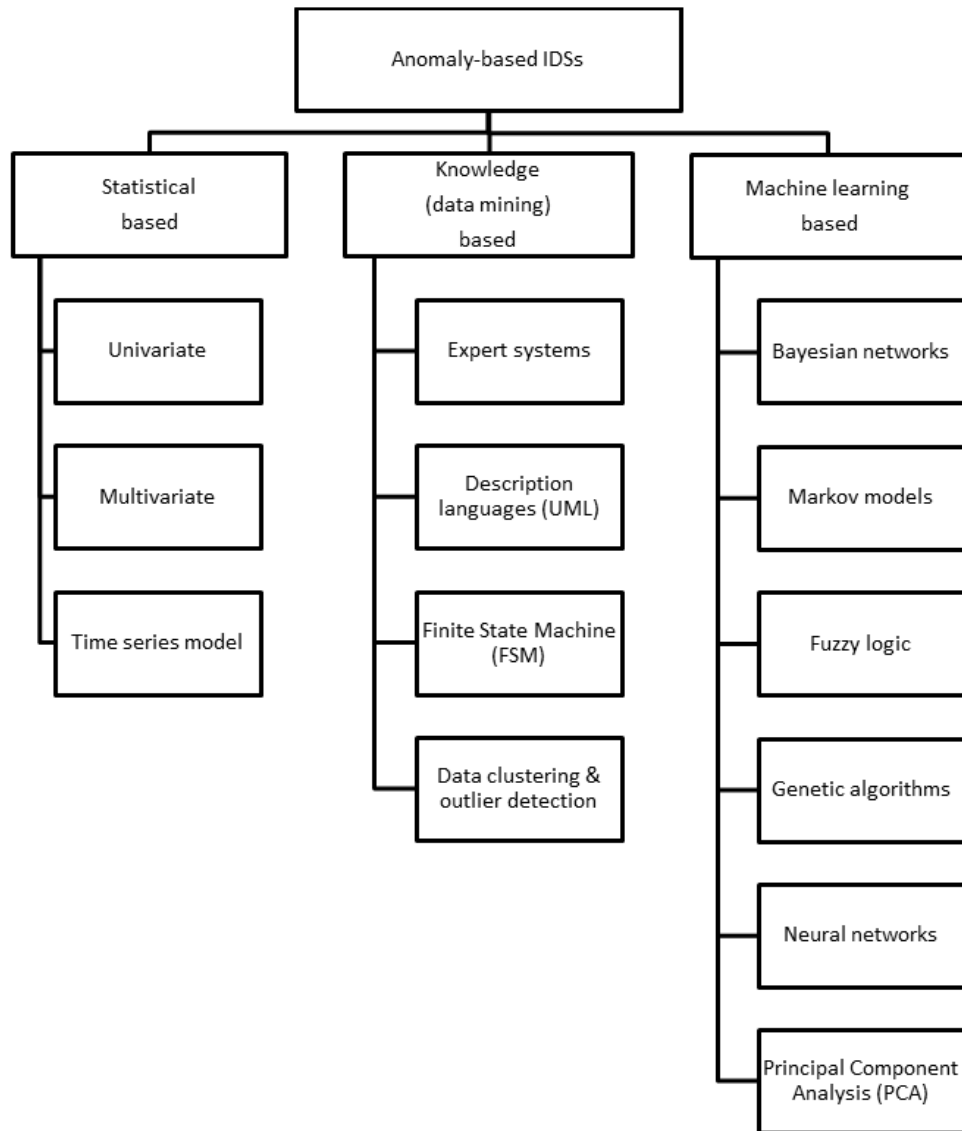 Anomaly-based IDSs
Statistical
based
Knowledge
(data mining)
based
Machine learning
based
Univariate
Expert systems
Bayesian networks
Multivariate
Description
languages (UML)
Markov models
Time series model
Finite State Machine
(FSM)
Fuzzy logic
Data clustering &
outlier detection
Genetic algorithms
Neural networks
Principal Component
Analysis (PCA)